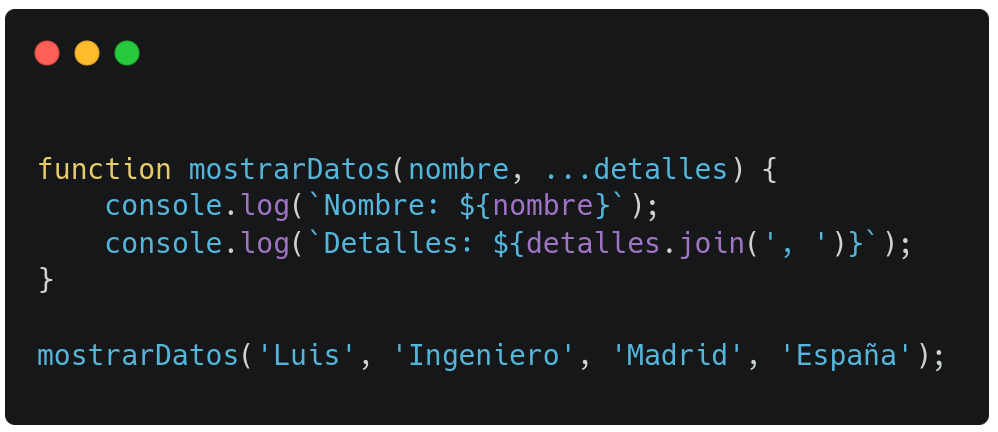 function mostrarDatos(nombre, ...detalles) {
    console.log(`Nombre: ${nombre}`);
    console.log(`Detalles: ${detalles.join(', ')}`);
}
mostrarDatos('Luis', 'Ingeniero', 'Madrid', 'España');